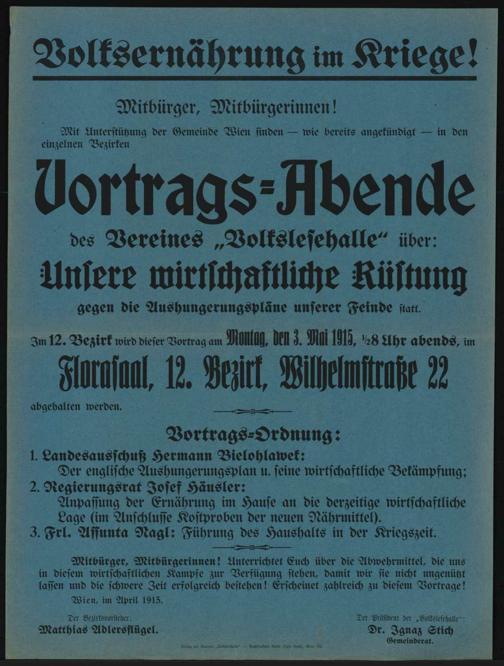 Volksernährung im Kriege!
Mitbürger, Mitbürgerinnen!
Mit Unterstützung der Gemeinde Wien finden — wie bereits angekündigt — in den
einzelnen Bezirken
Vortrags=Abende
des Vereines „Volkslesehalle“ über:
Unsere wirtschaftliche Rüstung
gegen die Aushungerungspläne unserer Feinde statt.
Im 12. Bezirk wird dieser Vortrag am Montag, den 3. Mai 1915, ½8 Uhr abends, im
Florasaal, 12. Bezirk, Wilhelmstraße 22
abgehalten werden.
Vortrags=Ordnung:
1. Landesausschuß Hermann Bielohlawek:
Der englische Aushungerungsplan u. seine wirtschaftliche Bekämpfung;
2. Regierungsrat Josef Häusler:
Anpassung der Ernährung im Hause an die derzeitige wirtschaftliche
Lage (im Anschlusse Kostproben der neuen Nährmittel).
3. Frl. Assunta Nagl: Führung des Haushalts in der Kriegszeit.
Mitbürger, Mitbürgerinnen! Unterrichtet Euch über die Abwehrmittel, die uns
in diesem wirtschaftlichen Kampfe zur Verfügung stehen, damit wir sie nicht ungenützt
lassen und die schwere Zeit erfolgreich bestehen! Erscheinet zahlreich zu diesem Vortrage!
Wien, im April 1915.
Der Bezirksvorsteher:
Matthias Adlersflügel.
Der Präsident der „Volkslesehalle“:
Dr. Ignaz Stich
Gemeinderat.